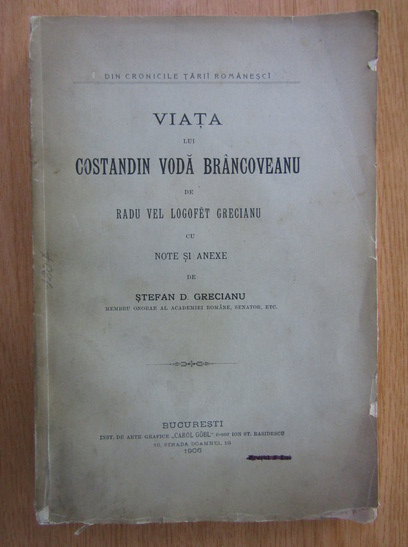 DIN CRONICILE ȚĂRII ROMÂNEȘCI
VIAȚA
LUI
COSTANDIN VODĂ BRÂNCOVEANU
DE
RADU VEL LOGOFĔT GRECIANU
CU
NOTE ȘI ANEXE
DE
ȘTEFAN D. GRECIANU
MEMBRU ONORAR AL ACADEMIEI ROMÂNE, SENATOR, ETC.
BUCUREȘTI
INST. DE ARTE GRAFICE „CAROL GÖBL” S-sor ION ST. RASIDESCU
16, STRADA DOAMNEI, 16
1906